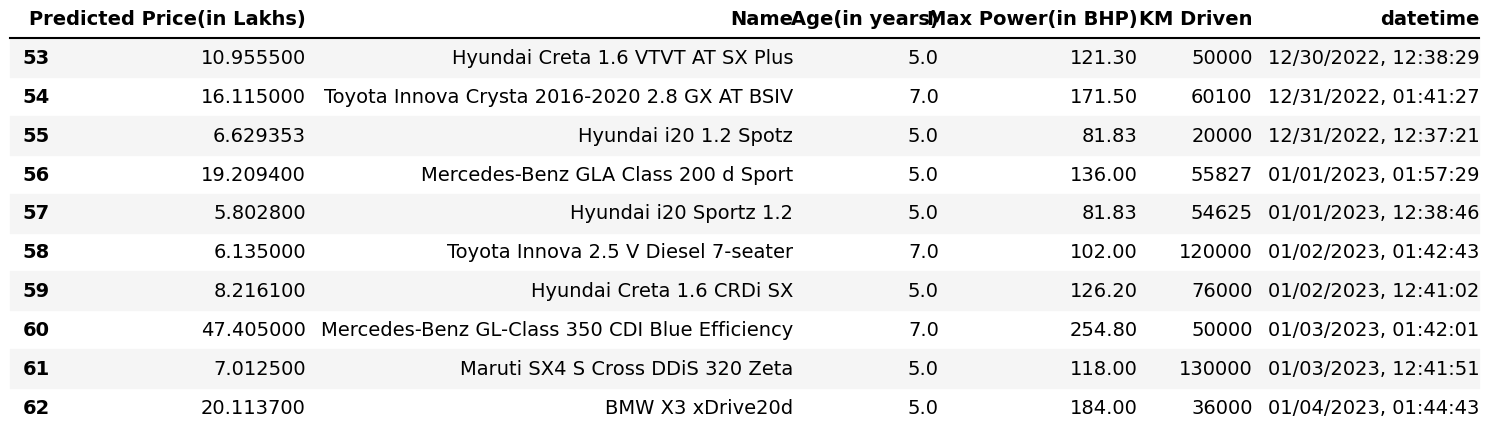 Predicted Price(in Lakhs) Name Age(in years) Max Power(in BHP) KM Driven datetime
53 10.955500 Hyundai Creta 1.6 VTVT AT SX Plus 5.0 121.30 50000 12/30/2022, 12:38:29
54 16.115000 Toyota Innova Crysta 2016-2020 2.8 GX AT BSIV 7.0 171.50 60100 12/31/2022, 01:41:27
55 6.629353 Hyundai i20 1.2 Spotz 5.0 81.83 20000 12/31/2022, 12:37:21
56 19.209400 Mercedes-Benz GLA Class 200 d Sport 5.0 136.00 55827 01/01/2023, 01:57:29
57 5.802800 Hyundai i20 Sportz 1.2 5.0 81.83 54625 01/01/2023, 12:38:46
58 6.135000 Toyota Innova 2.5 V Diesel 7-seater 7.0 102.00 120000 01/02/2023, 01:42:43
59 8.216100 Hyundai Creta 1.6 CRDi SX 5.0 126.20 76000 01/02/2023, 12:41:02
60 47.405000 Mercedes-Benz GL-Class 350 CDI Blue Efficiency 7.0 254.80 50000 01/03/2023, 01:42:01
61 7.012500 Maruti SX4 S Cross DDiS 320 Zeta 5.0 118.00 130000 01/03/2023, 12:41:51
62 20.113700 BMW X3 xDrive20d 5.0 184.00 36000 01/04/2023, 01:44:43